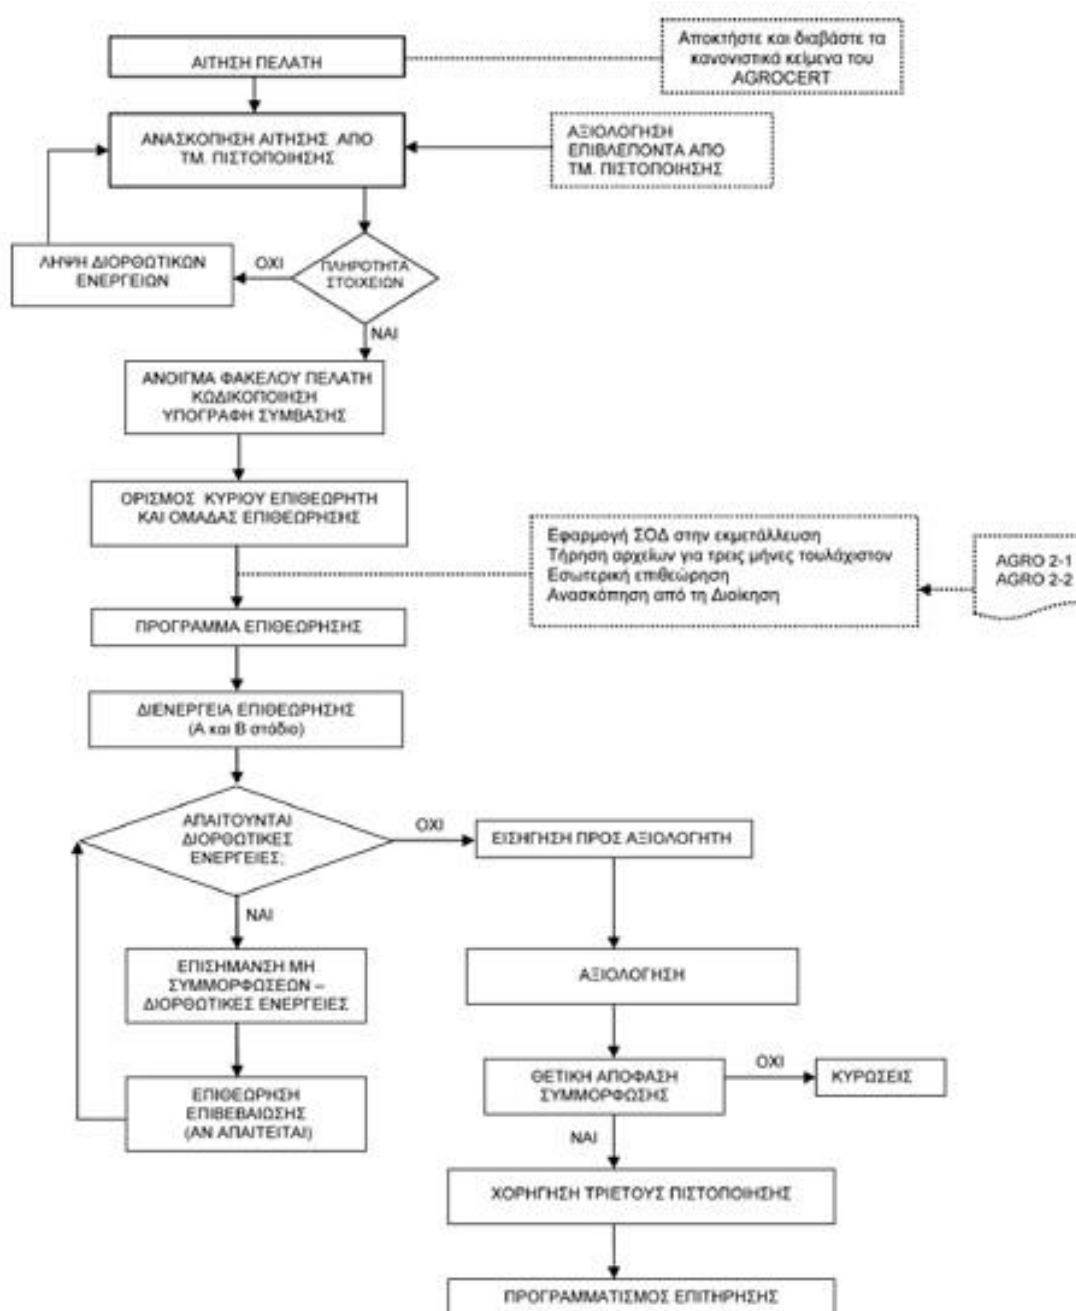 ΑΙΤΗΣΗ ΠΕΛΑΤΗ
Αποκτήστε και διαβάστε τα
κανονιστικά κείμενα του
AGROCERT
ΑΝΑΣΚΟΠΗΣΗ ΑΙΤΗΣΗΣ ΑΠΟ
ΤΜ. ΠΙΣΤΟΠΟΙΗΣΗΣ
ΑΞΙΟΛΟΓΗΣΗ
ΕΠΙΒΛΕΠΟΝΤΑ ΑΠΟ
ΤΜ. ΠΙΣΤΟΠΟΙΗΣΗΣ
ΛΗΨΗ ΔΙΟΡΘΩΤΙΚΩΝ
ΕΝΕΡΓΕΙΩΝ
ΟΧΙ
ΠΛΗΡΟΤΗΤΑ
ΣΤΟΙΧΕΙΩΝ
ΝΑΙ
ΑΝΟΙΓΜΑ ΦΑΚΕΛΟΥ ΠΕΛΑΤΗ
ΚΩΔΙΚΟΠΟΙΗΣΗ
ΥΠΟΓΡΑΦΗ ΣΥΜΒΑΣΗΣ
ΟΡΙΣΜΟΣ ΚΥΡΙΟΥ ΕΠΙΘΕΩΡΗΤΗ
ΚΑΙ ΟΜΑΔΑΣ ΕΠΙΘΕΩΡΗΣΗΣ
Εφαρμογή ΣΟΔ στην εκμετάλλευση
Τήρηση αρχείων για τρεις μήνες τουλάχιστον
Εσωτερική επιθεώρηση
Ανασκόπηση από τη Διοίκηση
AGRO 2-1
AGRO 2-2
ΠΡΟΓΡΑΜΜΑ ΕΠΙΘΕΩΡΗΣΗΣ
ΔΙΕΝΕΡΓΕΙΑ ΕΠΙΘΕΩΡΗΣΗΣ
(Α και Β στάδιο)
ΑΠΑΙΤΟΥΝΤΑΙ
ΔΙΟΡΘΩΤΙΚΕΣ
ΕΝΕΡΓΕΙΕΣ;
ΟΧΙ
ΕΙΣΗΓΗΣΗ ΠΡΟΣ ΑΞΙΟΛΟΓΗΤΗ
ΝΑΙ
ΕΠΙΣΗΜΑΝΣΗ ΜΗ
ΣΥΜΜΟΡΦΩΣΕΩΝ –
ΔΙΟΡΘΩΤΙΚΕΣ ΕΝΕΡΓΕΙΕΣ
ΑΞΙΟΛΟΓΗΣΗ
ΕΠΙΘΕΩΡΗΣΗ
ΕΠΙΒΕΒΑΙΩΣΗΣ
(ΑΝ ΑΠΑΙΤΕΙΤΑΙ)
ΘΕΤΙΚΗ ΑΠΟΦΑΣΗ
ΣΥΜΜΟΡΦΩΣΗΣ
ΟΧΙ
ΚΥΡΩΣΕΙΣ
ΝΑΙ
ΧΟΡΗΓΗΣΗ ΤΡΙΕΤΟΥΣ ΠΙΣΤΟΠΟΙΗΣΗΣ
ΠΡΟΓΡΑΜΜΑΤΙΣΜΟΣ ΕΠΙΤΗΡΗΣΗΣ